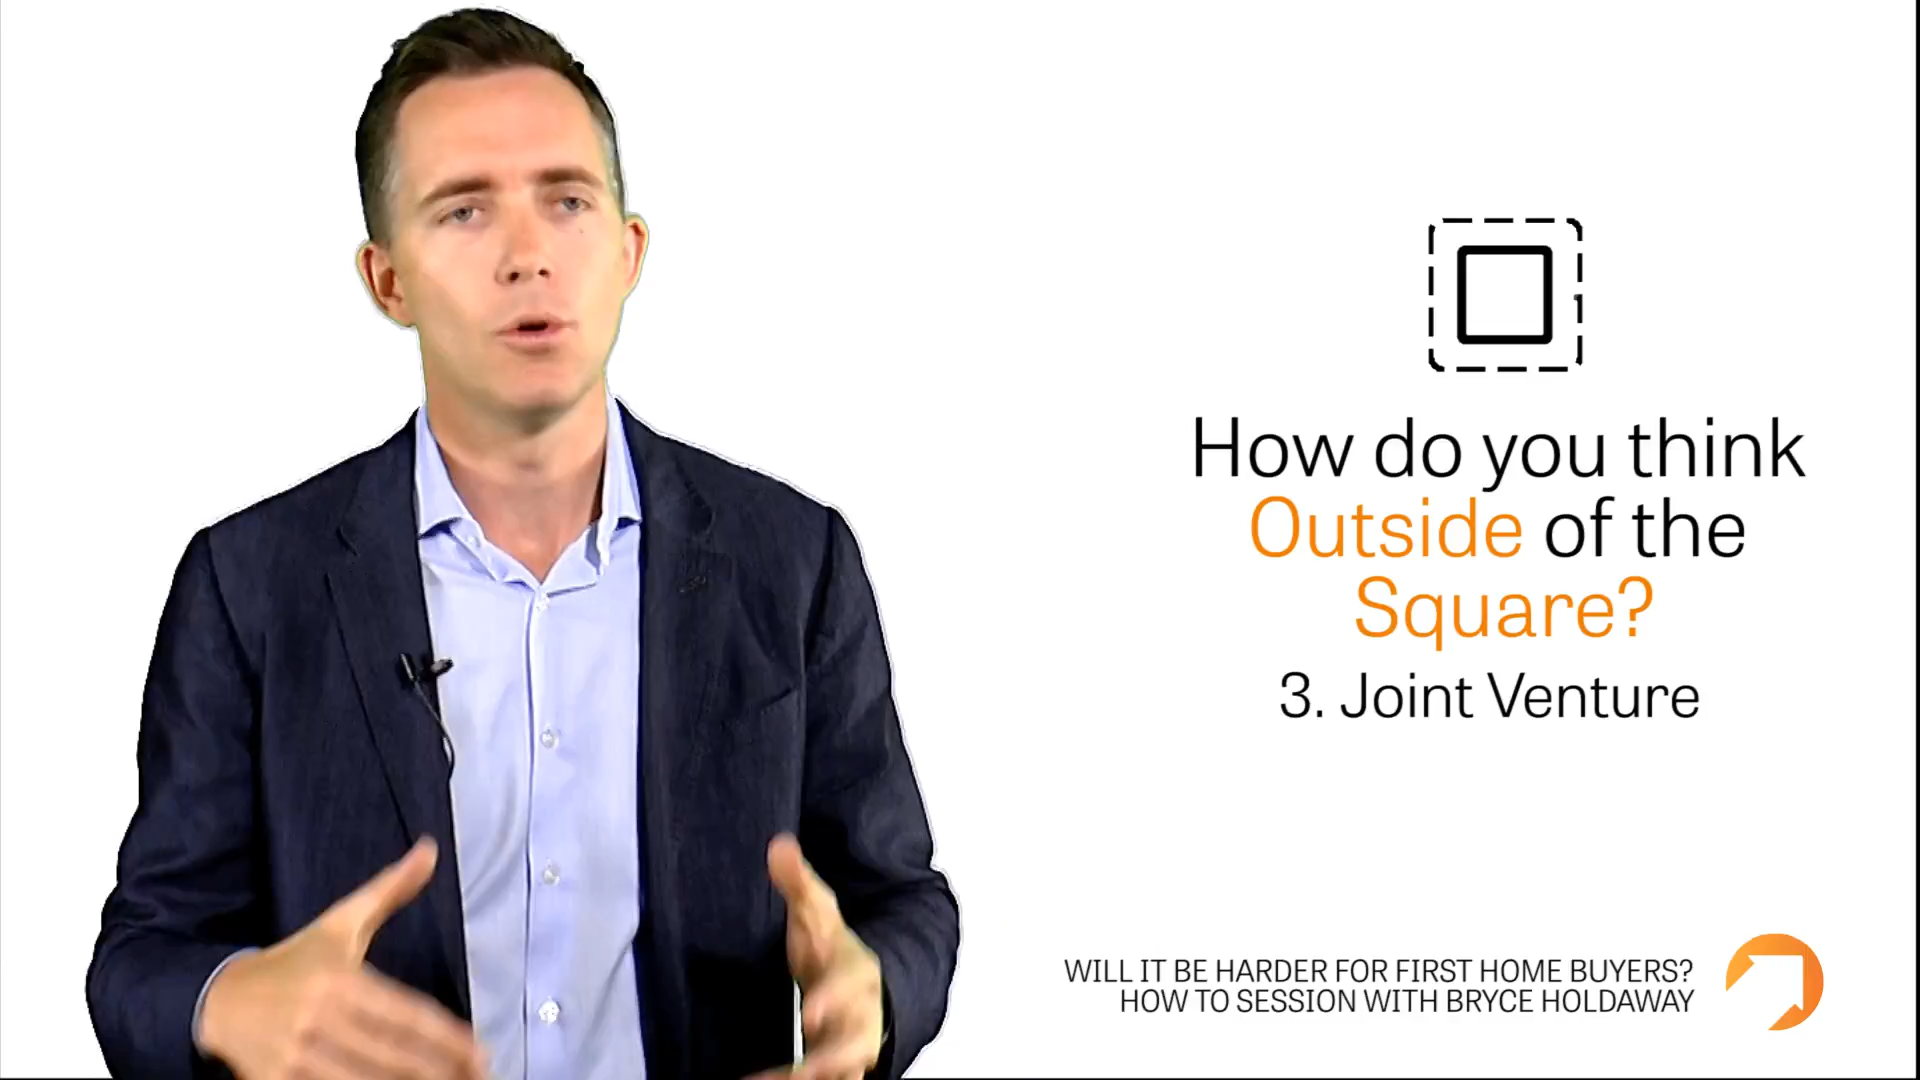 How do you think
Outside of the
Square?
3. Joint Venture
WILL IT BE HARDER FOR FIRST HOME BUYERS?
HOW TO SESSION WITH BRYCE HOLDAWAY